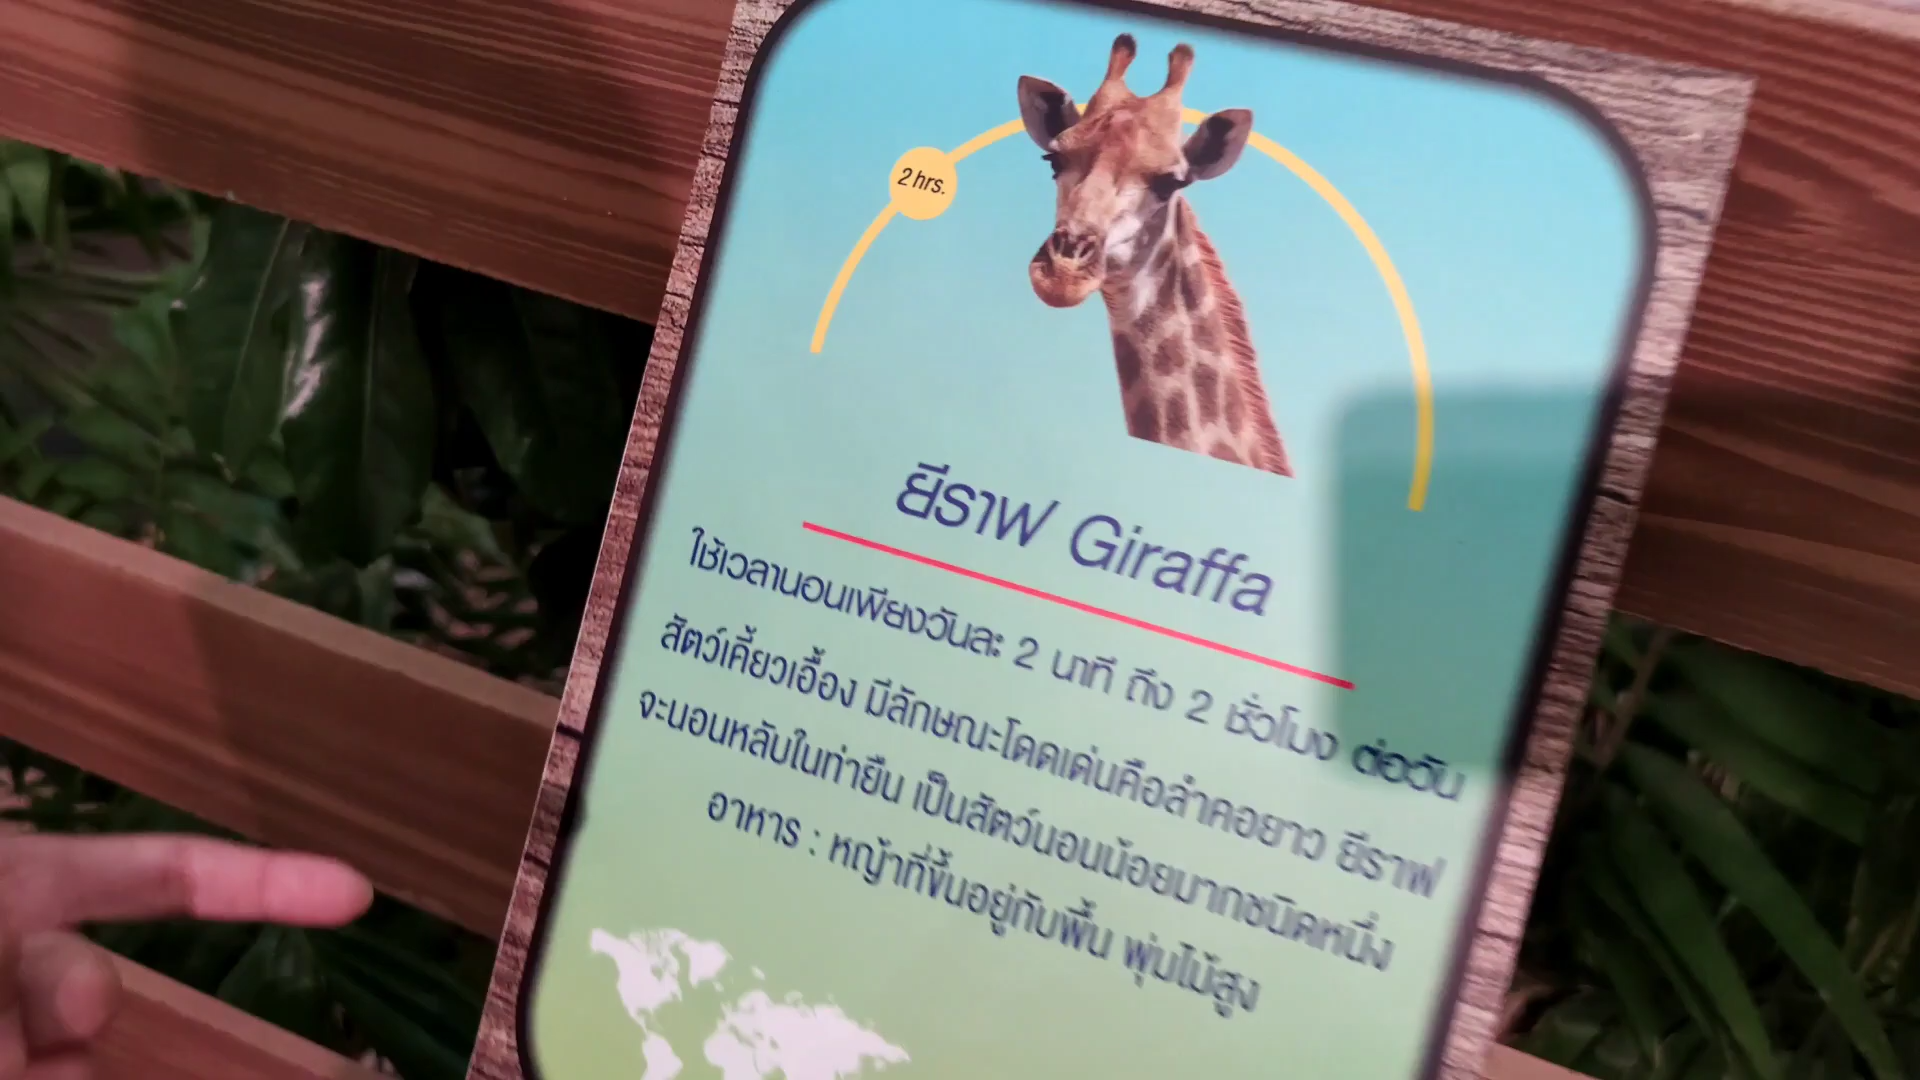 2 hrs.
ยีราฟ Giraffa
ใช้เวลานอนเพียงวันละ 2 นาที ถึง 2 ชั่วโมง ต่อวัน
สัตว์เคี้ยวเอื้อง มีลักษณะโดดเด่นคือลำคอยาว ยีราฟ
จะนอนหลับในท่ายืน เป็นสัตว์นอนน้อยมากชนิดหนึ่ง
อาหาร : หญ้าที่ขึ้นอยู่กับพื้น พุ่มไม้สูง